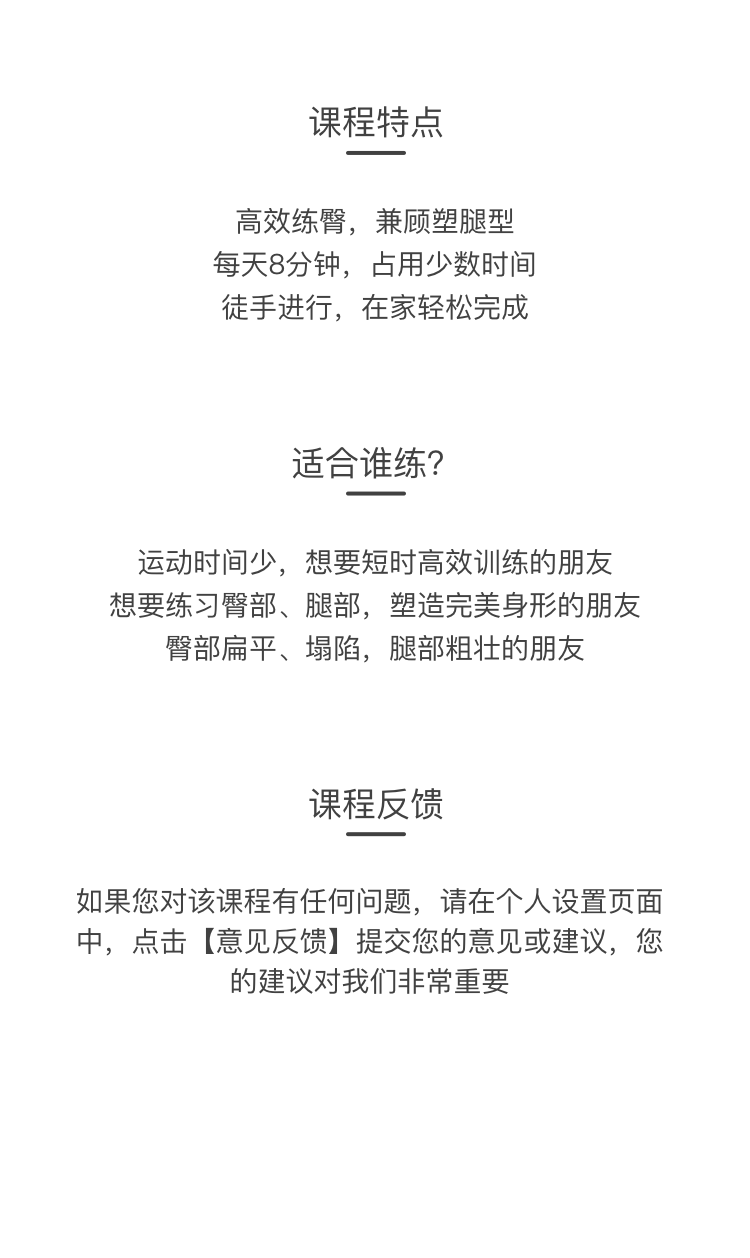 课程特点
高效练臀，兼顾塑腿型
每天8分钟，占用少数时间
徒手进行，在家轻松完成
适合谁练？
运动时间少，想要短时高效训练的朋友
想要练习臀部、腿部，塑造完美身形的朋友
臀部扁平、塌陷，腿部粗壮的朋友
课程反馈
如果您对该课程有任何问题，请在个人设置页面
中，点击【意见反馈】提交您的意见或建议，您
的建议对我们非常重要